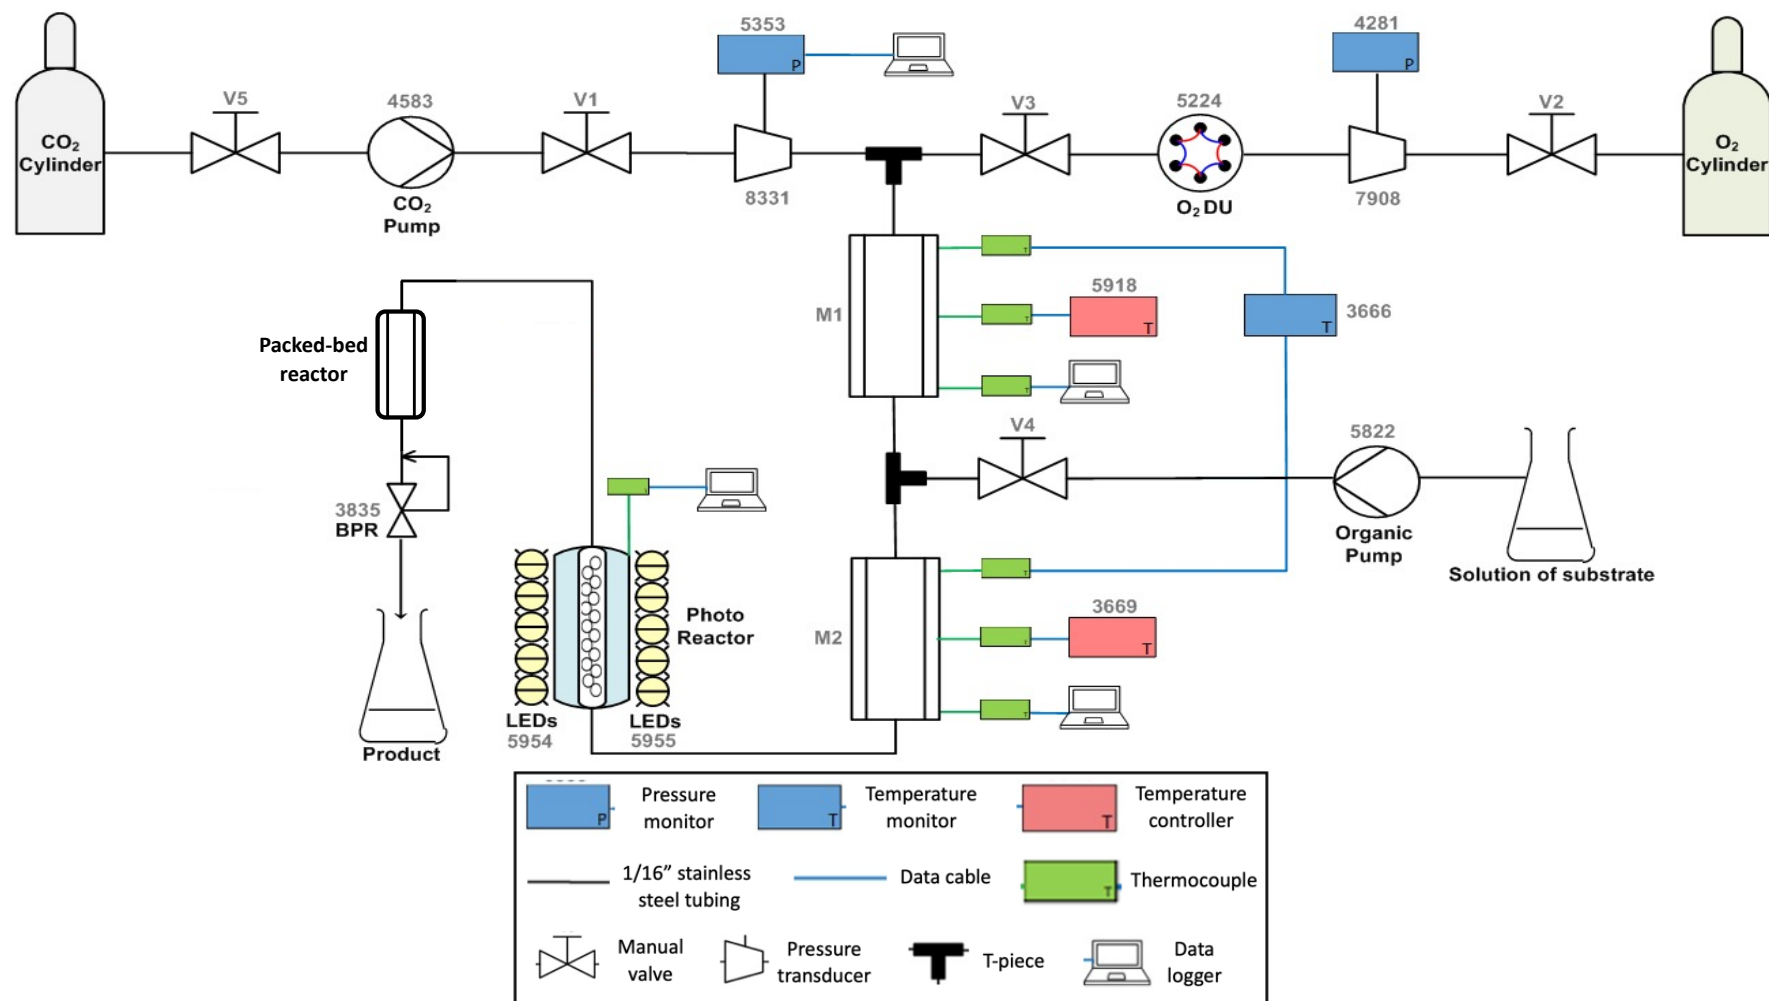 5353
4281
V5
4583
V1
P
V3
5224
P
V2
CO2
Cylinder
O2
Cylinder
CO2
Pump
8331
O2 DU
7908
T
M1
T
5918
T
T
3666
T
Packed-bed
reactor
V4
5822
3835
BPR
T
Organic
Pump
Solution of substrate
T
Photo
Reactor
M2
T
3669
T
T
LEDs
5954
LEDs
5955
Product
P
Pressure
monitor
T
Temperature
monitor
T
Temperature
controller
1/16” stainless
steel tubing
Data cable
T
Thermocouple
Manual
valve
Pressure
transducer
T-piece
Data
logger